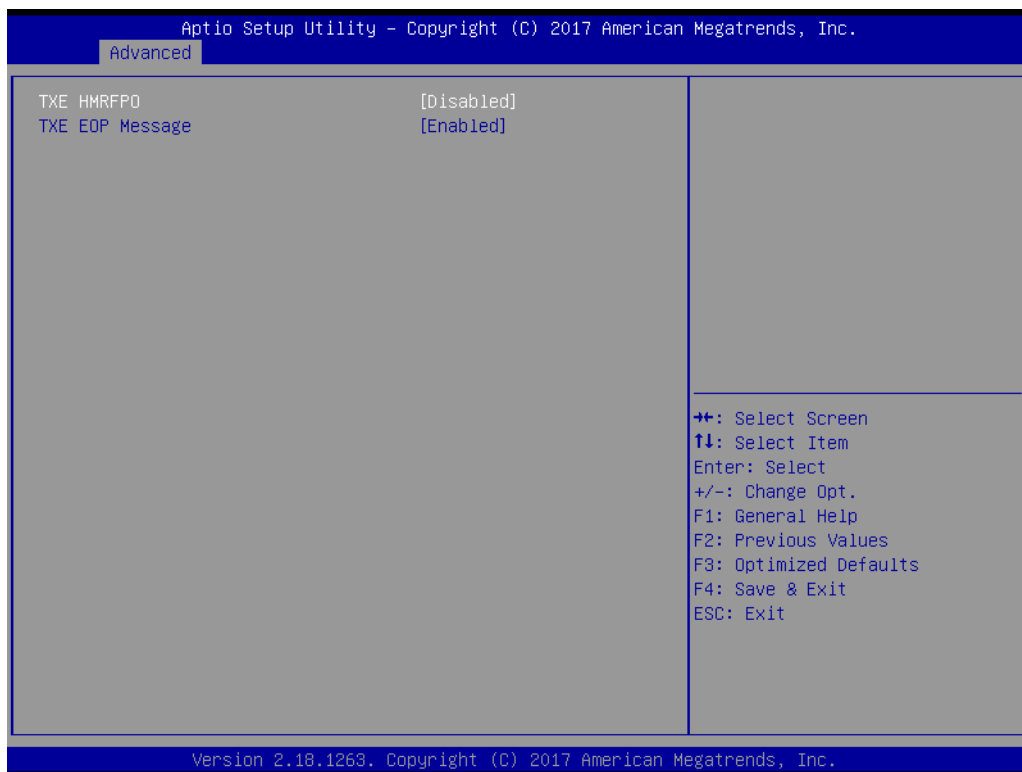 Aptio Setup Utility – Copyright (C) 2017 American Megatrends, Inc.
Advanced
TXE HMRFPO [Disabled]
TXE EOP Message [Enabled]
→←: Select Screen
↑↓: Select Item
Enter: Select
+/-: Change Opt.
F1: General Help
F2: Previous Values
F3: Optimized Defaults
F4: Save & Exit
ESC: Exit
Version 2.18.1263. Copyright (C) 2017 American Megatrends, Inc.